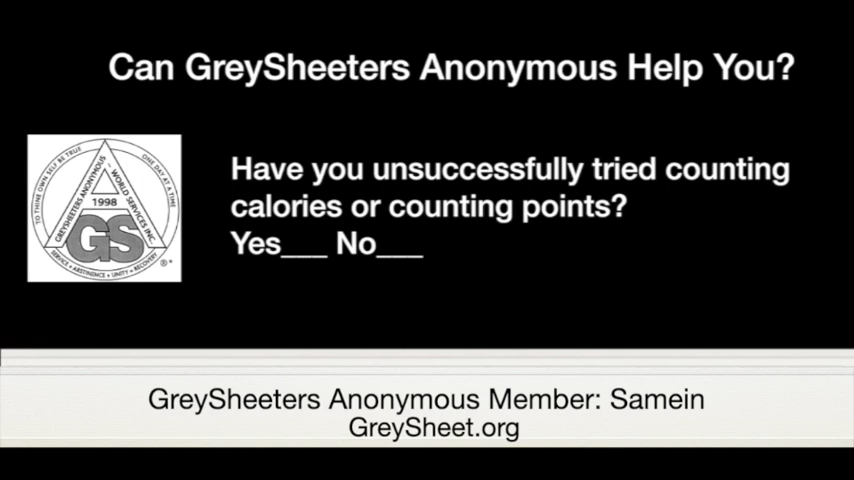 Can GreySheeters Anonymous Help You?
TO THINE OWN SELF BE TRUE
ONE DAY AT A TIME
GREYSHEETERS ANONYMOUS
WORLD SERVICES INC.
1998
GS
SERVICE • ABSTINENCE • UNITY = RECOVERY
®
Have you unsuccessfully tried counting
calories or counting points?
Yes___ No___
GreySheeters Anonymous Member: Samein
GreySheet.org